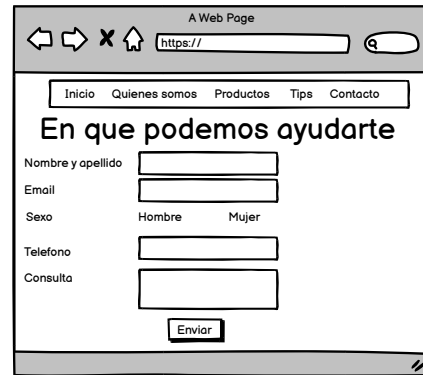 A Web Page
https://
Inicio Quienes somos Productos Tips Contacto
En que podemos ayudarte
Nombre y apellido
Email
Sexo Hombre Mujer
Telefono
Consulta
Enviar